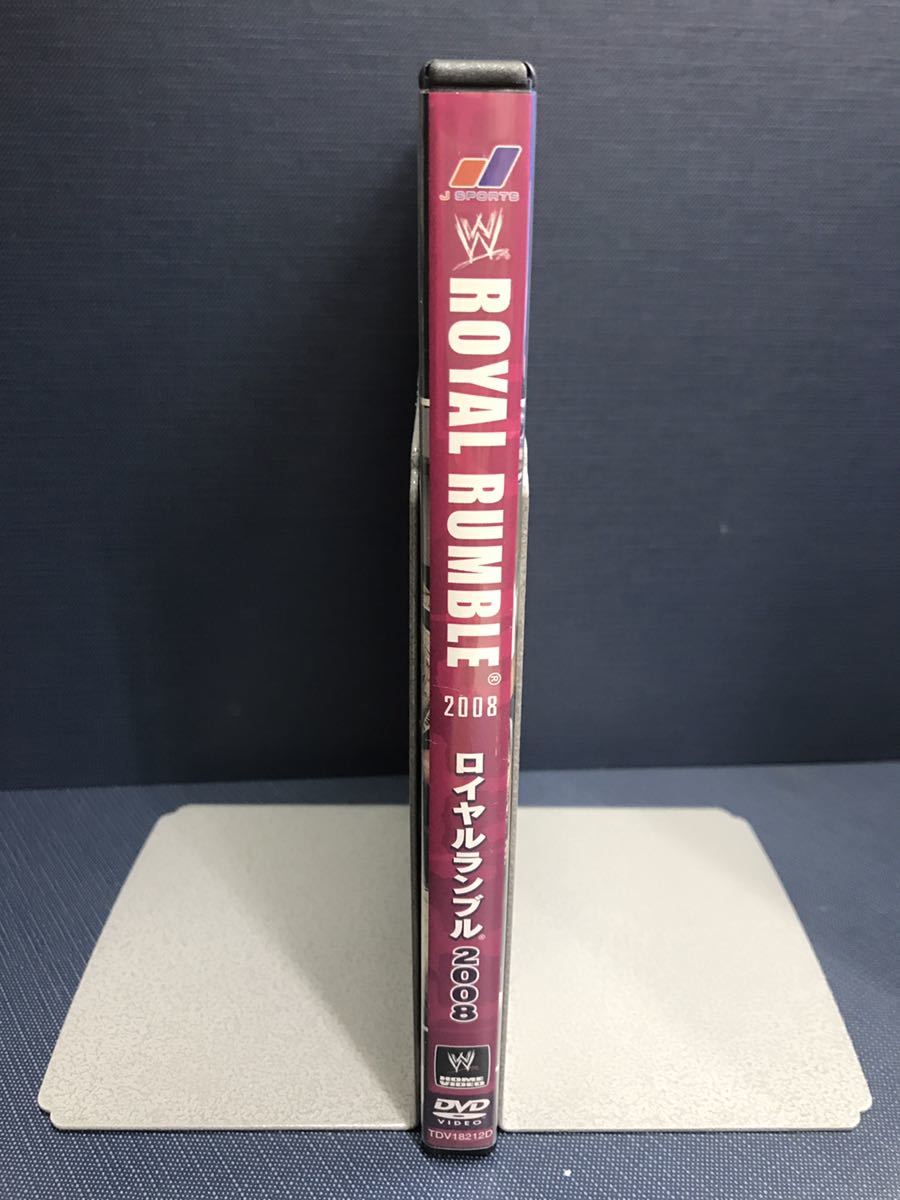 J SPORTS
W
ROYAL RUMBLE®
2008
ロイヤルランブル®2008
W
HOME VIDEO
DVD
VIDEO
TDV18212D